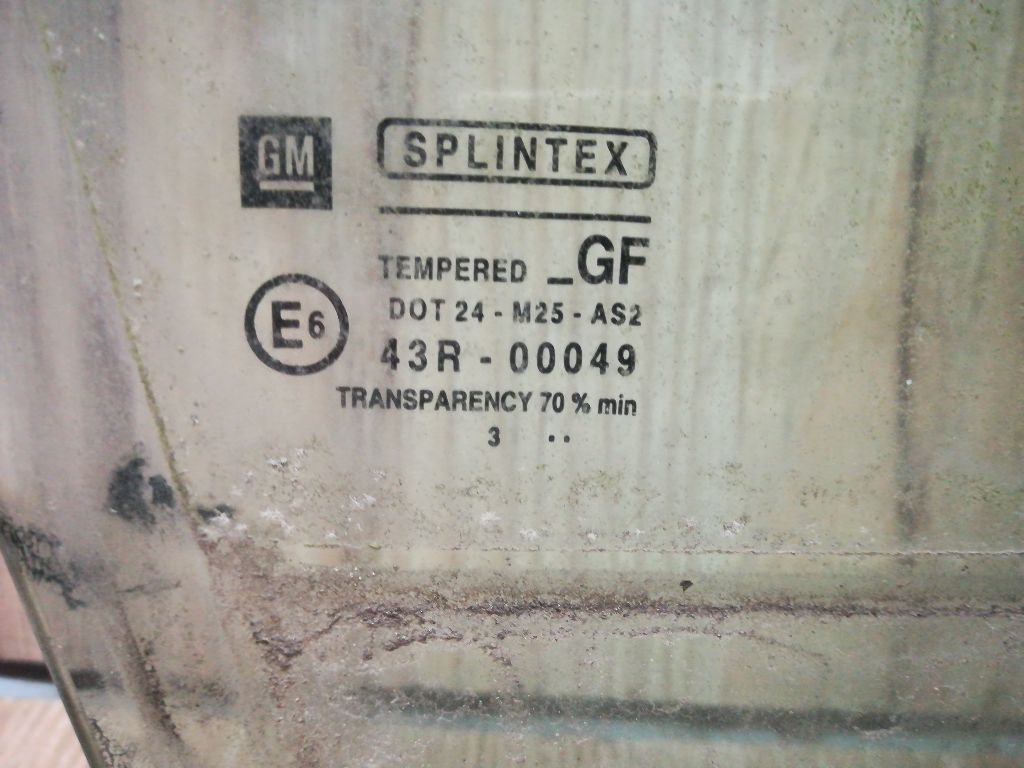 GM
SPLINTEX
TEMPERED _GF
DOT 24 - M25 - AS2
E6
43R - 00049
TRANSPARENCY 70 % min
3 ..